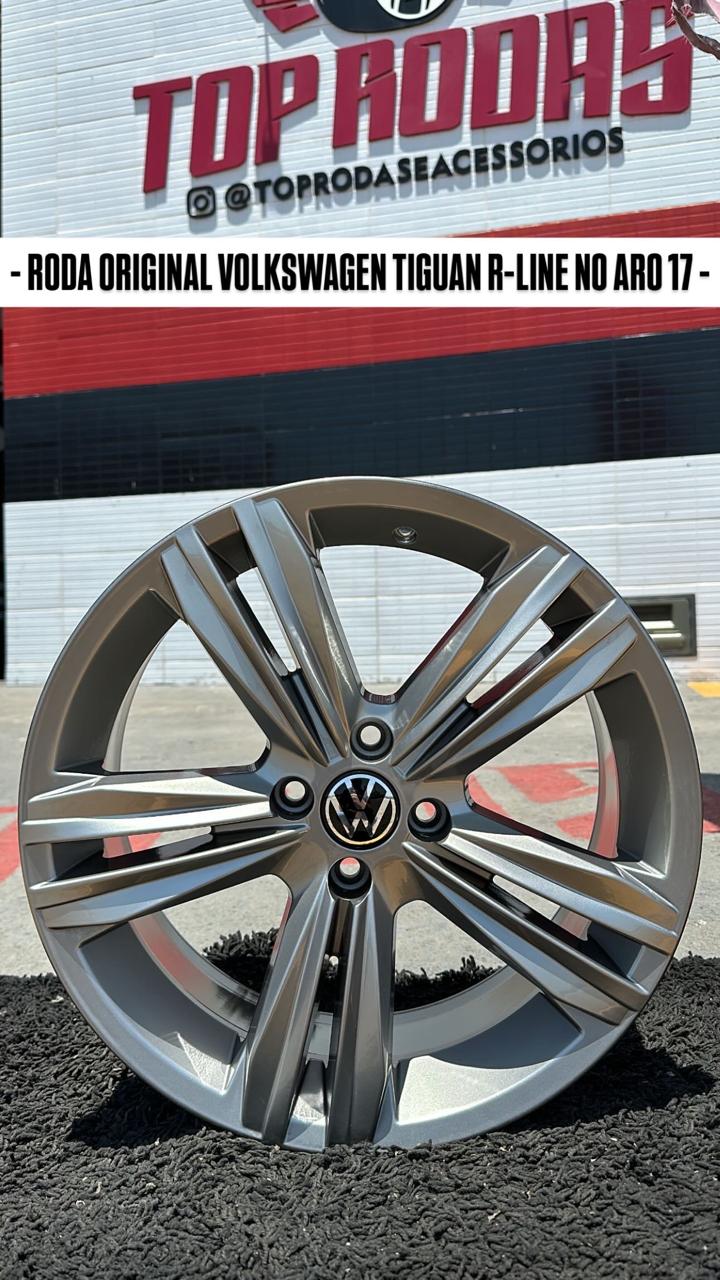 TOP RODAS
@TOPRODASEACESSORIOS
- RODA ORIGINAL VOLKSWAGEN TIGUAN R-LINE NO ARO 17 -